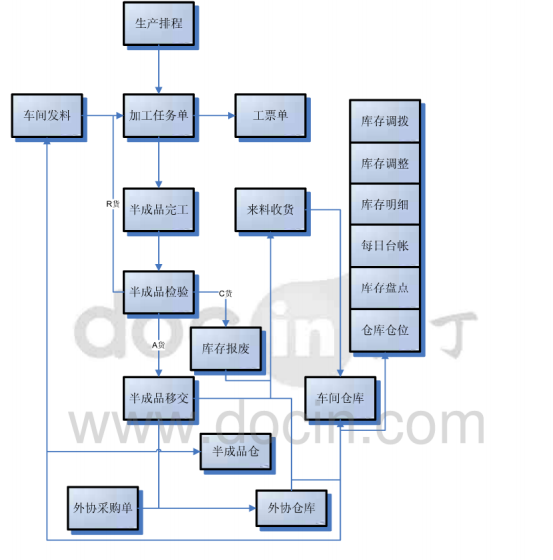 生产排程
车间发料
加工任务单
工票单
库存调拨
库存调整
库存明细
每日台帐
库存盘点
仓库仓位
R货
半成品完工
来料收货
半成品检验
C货
A货
库存报废
半成品移交
车间仓库
半成品仓
外协采购单
外协仓库
docin
丁
www.docin.com